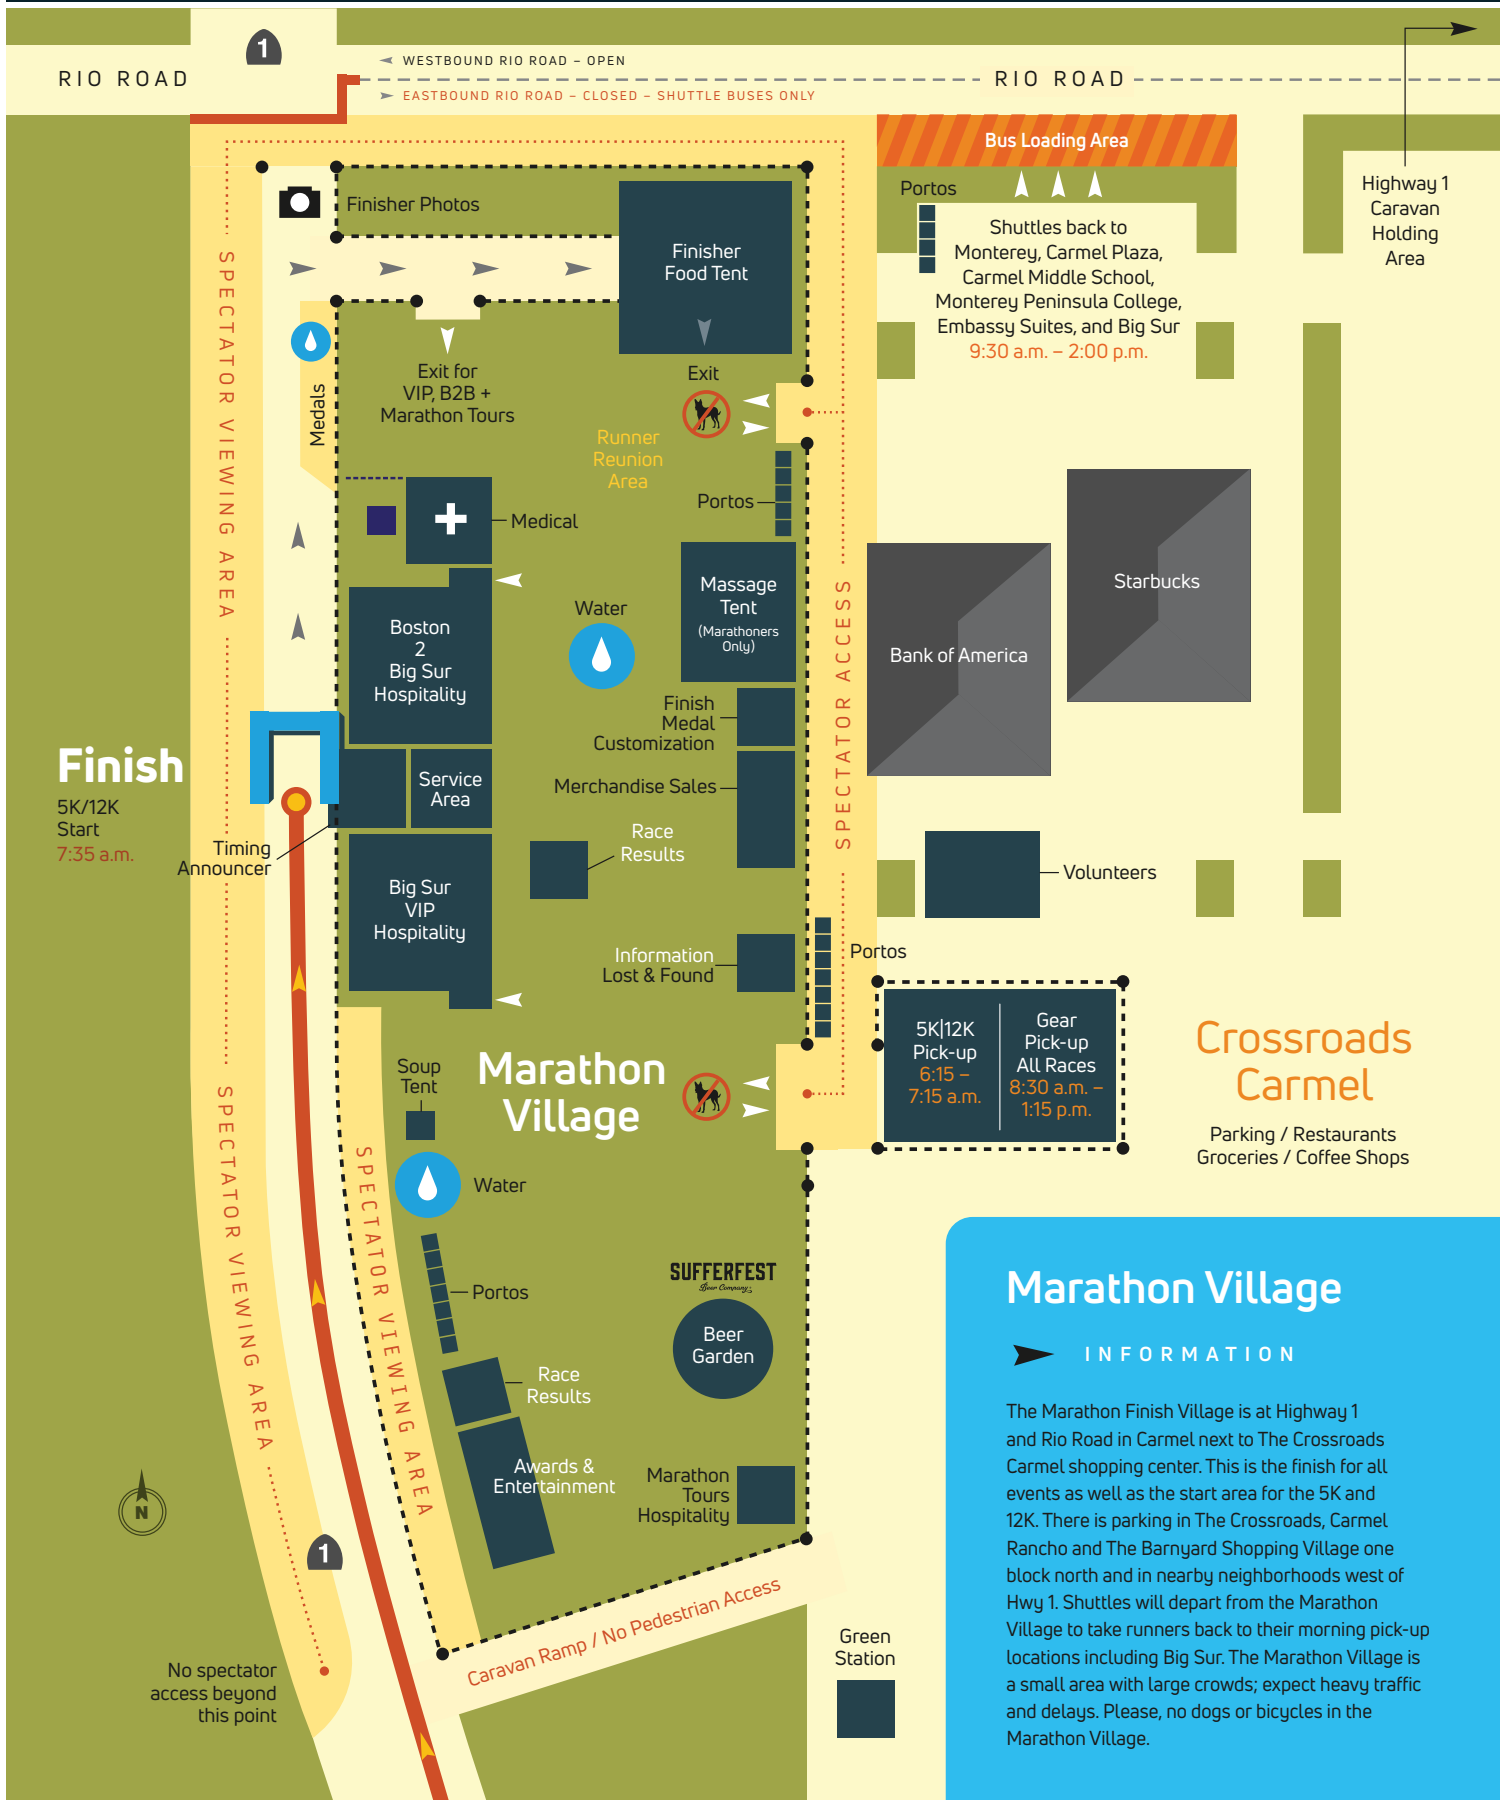 1
RIO ROAD
WESTBOUND RIO ROAD – OPEN
RIO ROAD
EASTBOUND RIO ROAD – CLOSED – SHUTTLE BUSES ONLY
Bus Loading Area
Portos
Shuttles back to
Monterey, Carmel Plaza,
Carmel Middle School,
Monterey Peninsula College,
Embassy Suites, and Big Sur
9:30 a.m. – 2:00 p.m.
Highway 1
Caravan
Holding
Area
Finisher Photos
Finisher
Food Tent
SPECTATOR VIEWING AREA
Medals
Exit for
VIP, B2B +
Marathon Tours
Exit
Runner
Reunion
Area
Portos
Medical
Massage
Tent
(Marathoners
Only)
Water
Boston
2
Big Sur
Hospitality
SPECTATOR ACCESS
Bank of America
Starbucks
Finish
Medal
Customization
Merchandise Sales
Finish
5K/12K
Start
7:35 a.m.
Service
Area
Timing
Announcer
Race
Results
Volunteers
Big Sur
VIP
Hospitality
Information
Lost & Found
Portos
5K|12K
Pick-up
6:15 –
7:15 a.m.
Gear
Pick-up
All Races
8:30 a.m. –
1:15 p.m.
Crossroads
Carmel
Parking / Restaurants
Groceries / Coffee Shops
Soup
Tent
Marathon
Village
Water
SPECTATOR VIEWING AREA
SPECTATOR VIEWING AREA
Portos
SUFFERFEST
Beer Company
Beer
Garden
Race
Results
Awards &
Entertainment
Marathon
Tours
Hospitality
N
1
No spectator
access beyond
this point
Caravan Ramp / No Pedestrian Access
Green
Station
Marathon Village
INFORMATION
The Marathon Finish Village is at Highway 1
and Rio Road in Carmel next to The Crossroads
Carmel shopping center. This is the finish for all
events as well as the start area for the 5K and
12K. There is parking in The Crossroads, Carmel
Rancho and The Barnyard Shopping Village one
block north and in nearby neighborhoods west of
Hwy 1. Shuttles will depart from the Marathon
Village to take runners back to their morning pick-up
locations including Big Sur. The Marathon Village is
a small area with large crowds; expect heavy traffic
and delays. Please, no dogs or bicycles in the
Marathon Village.